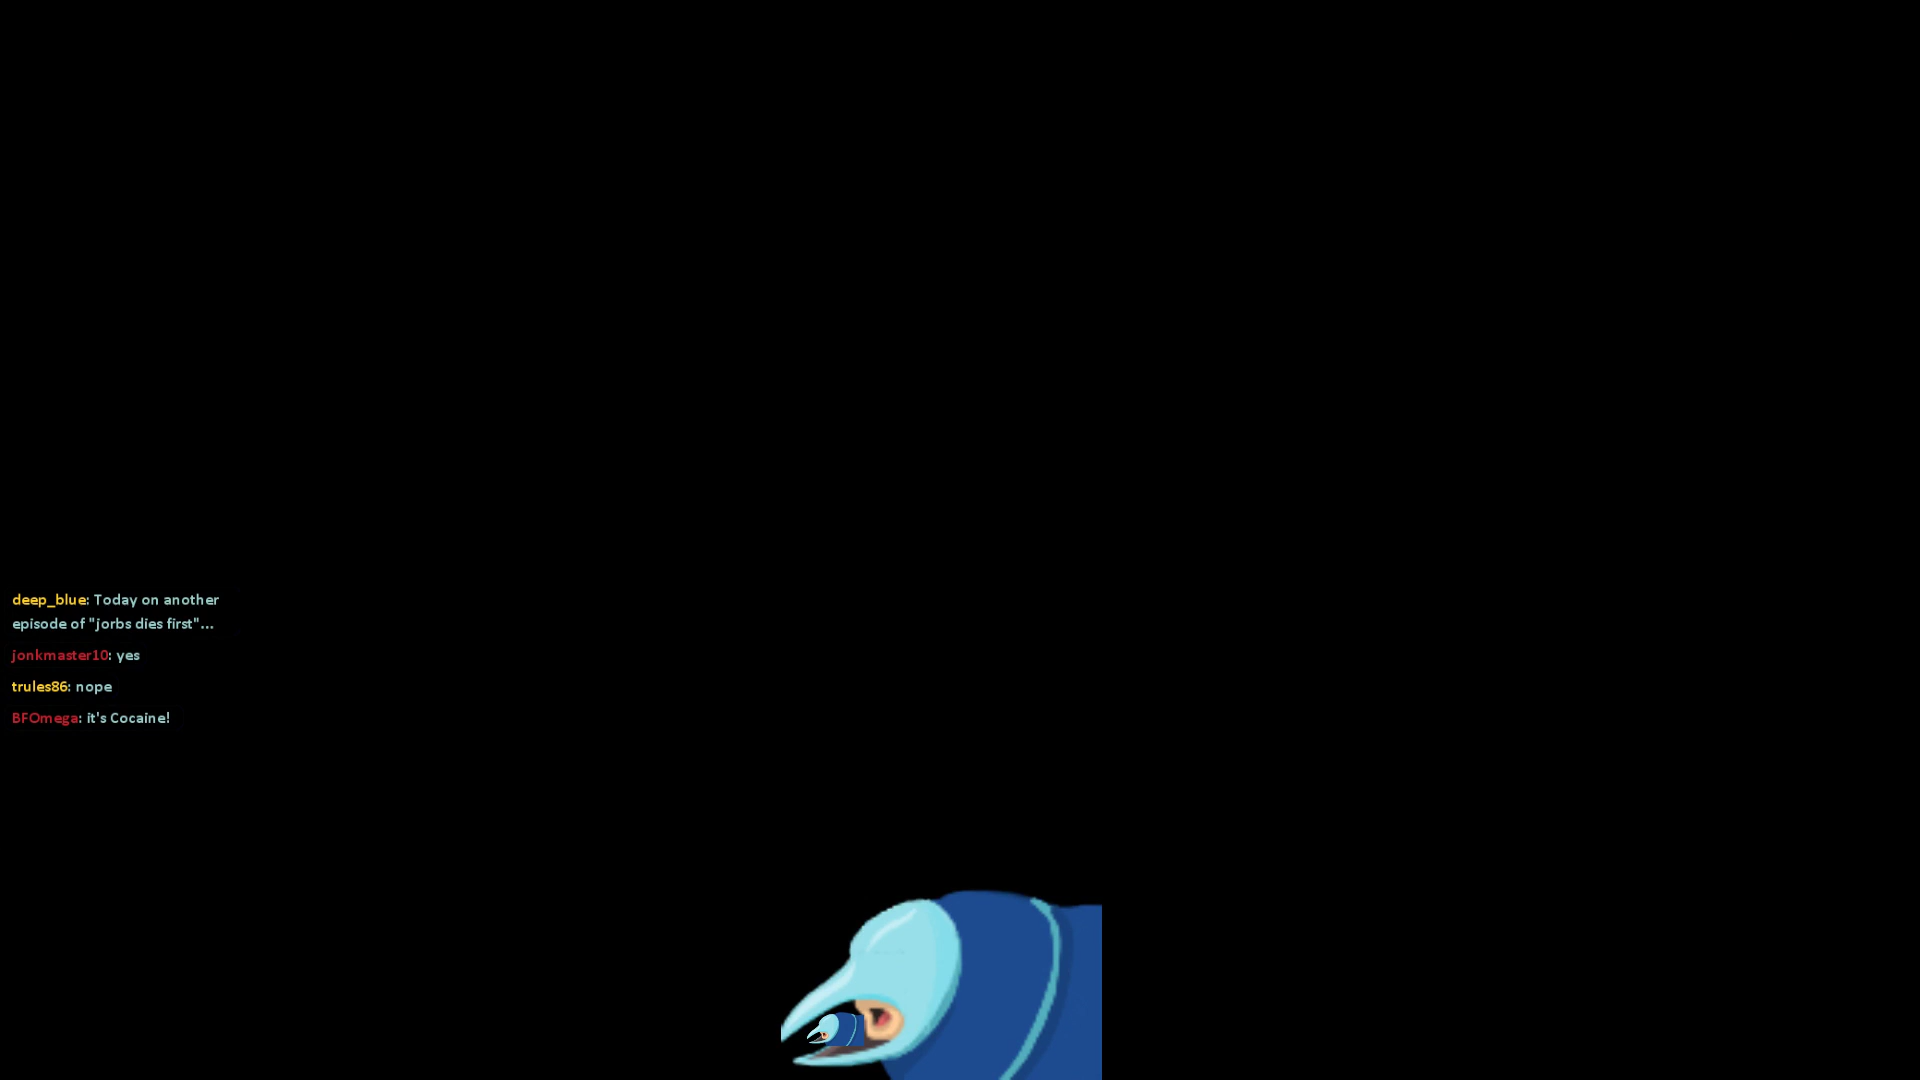 deep_blue: Today on another
episode of "jorbs dies first"...
jonkmaster10: yes
trules86: nope
BFOmega: it's Cocaine!